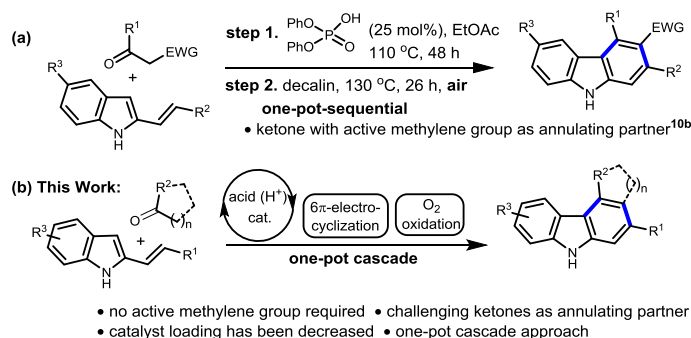 (a)
R1
O
EWG
+
R3
N
H
R2
step 1.
PhO
PhO
P
OH
O
(25 mol%), EtOAc
110 °C, 48 h
step 2. decalin, 130 °C, 26 h, air
one-pot-sequential
• ketone with active methylene group as annulating partner10b
R3
R1
EWG
R2
N
H
(b) This Work:
R2
O
( )n
R3
+
N
H
R1
acid (H+)
cat.
6π-electro-
cyclization
O2
oxidation
one-pot cascade
R2
( )n
R3
R1
N
H
• no active methylene group required • challenging ketones as annulating partner
• catalyst loading has been decreased • one-pot cascade approach